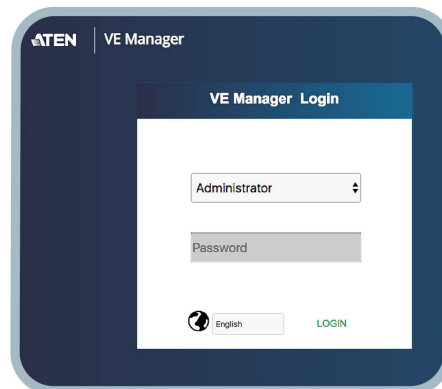 ATEN VE Manager
VE Manager Login
Administrator
Password
English LOGIN